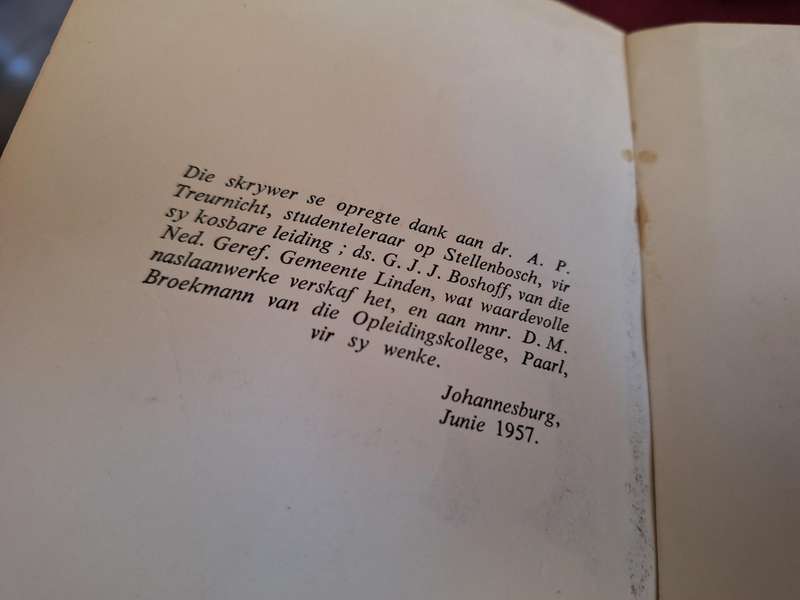 Die skrywer se opregte dank aan dr. A. P.
Treurnicht, studenteleraar op Stellenbosch, vir
sy kosbare leiding ; ds. G. J. J. Boshoff, van die
Ned. Geref. Gemeente Linden, wat waardevolle
naslaanwerke verskaf het, en aan mnr. D. M.
Broekmann van die Opleidingskollege, Paarl,
vir sy wenke.
Johannesburg,
Junie 1957.